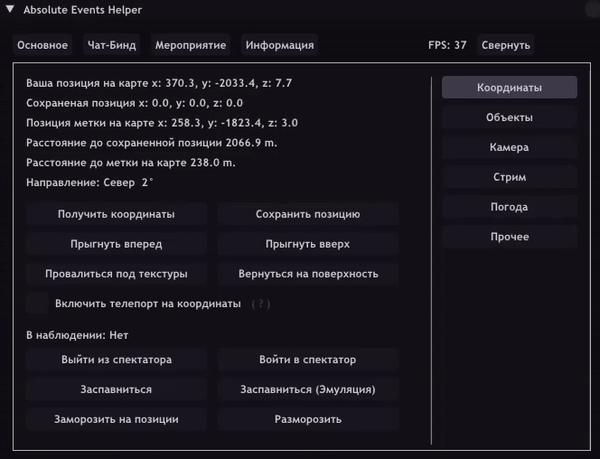 Absolute Events Helper
Основное Чат-Бинд Мероприятие Информация FPS: 37 Свернуть
Ваша позиция на карте x: 370.3, y: -2033.4, z: 7.7
Сохраненая позиция x: 0.0, y: 0.0, z: 0.0
Позиция метки на карте x: 258.3, y: -1823.4, z: 3.0
Расстояние до сохраненной позиции 2066.9 m.
Расстояние до метки на карте 238.0 m.
Направление: Север 2°
Получить координаты Сохранить позицию
Прыгнуть вперед Прыгнуть вверх
Провалиться под текстуры Вернуться на поверхность
Включить телепорт на координаты (?)
В наблюдении: Нет
Выйти из спектатора Войти в спектатор
Заспавниться Заспавниться (Эмуляция)
Заморозить на позиции Разморозить
Координаты
Объекты
Камера
Стрим
Погода
Прочее